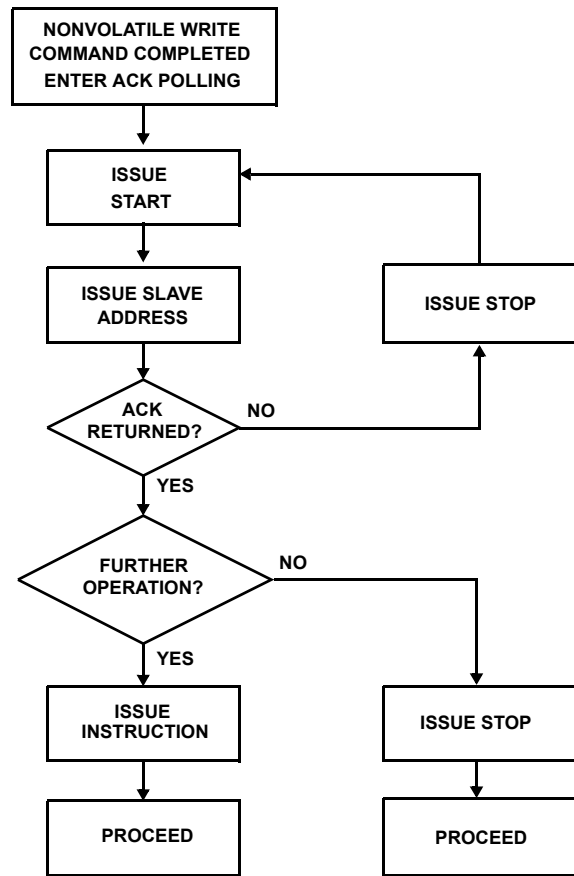 NONVOLATILE WRITE
COMMAND COMPLETED
ENTER ACK POLLING
ISSUE
START
ISSUE SLAVE
ADDRESS
ISSUE STOP
ACK
RETURNED?
NO
YES
FURTHER
OPERATION?
NO
YES
ISSUE
INSTRUCTION
ISSUE STOP
PROCEED
PROCEED